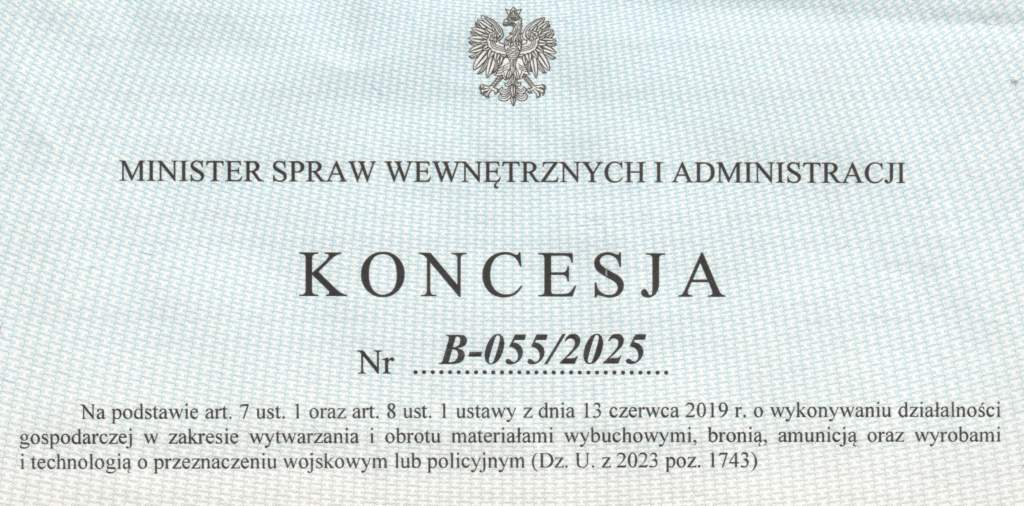 MINISTER SPRAW WEWNĘTRZNYCH I ADMINISTRACJI
KONCESJA
Nr B-055/2025
Na podstawie art. 7 ust. 1 oraz art. 8 ust. 1 ustawy z dnia 13 czerwca 2019 r. o wykonywaniu działalności
gospodarczej w zakresie wytwarzania i obrotu materiałami wybuchowymi, bronią, amunicją oraz wyrobami
i technologią o przeznaczeniu wojskowym lub policyjnym (Dz. U. z 2023 poz. 1743)